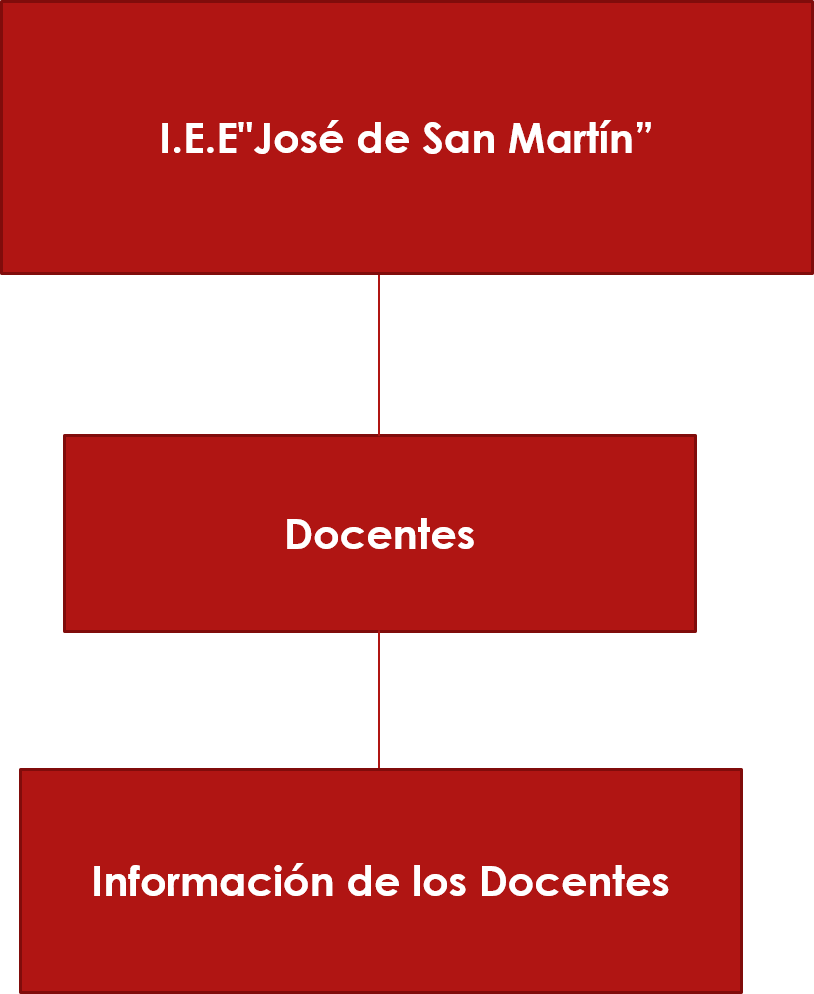 I.E.E"José de San Martín”
Docentes
Información de los Docentes